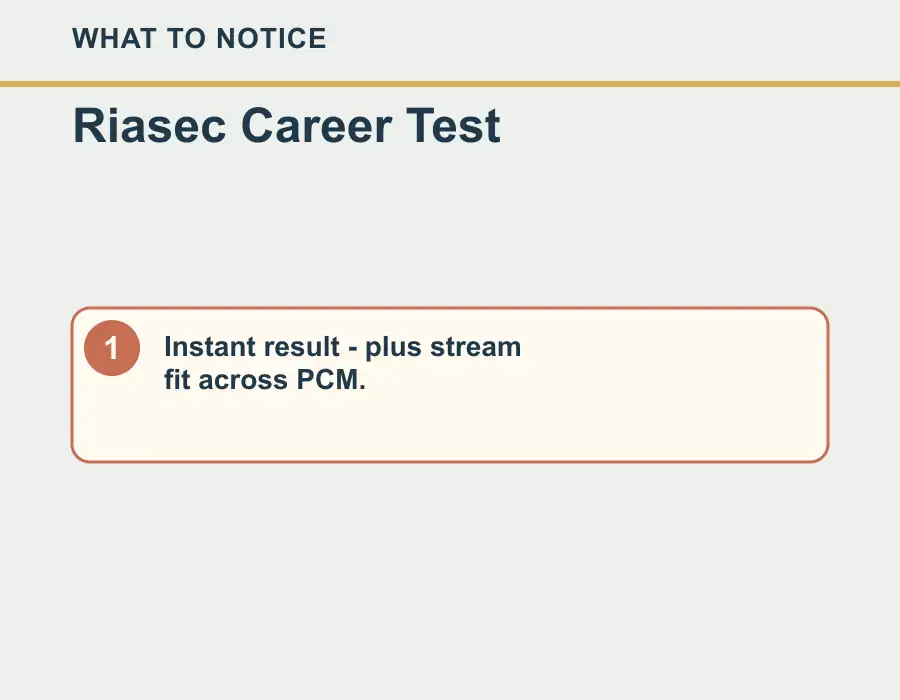 WHAT TO NOTICE
Riasec Career Test
1
Instant result - plus stream
fit across PCM.